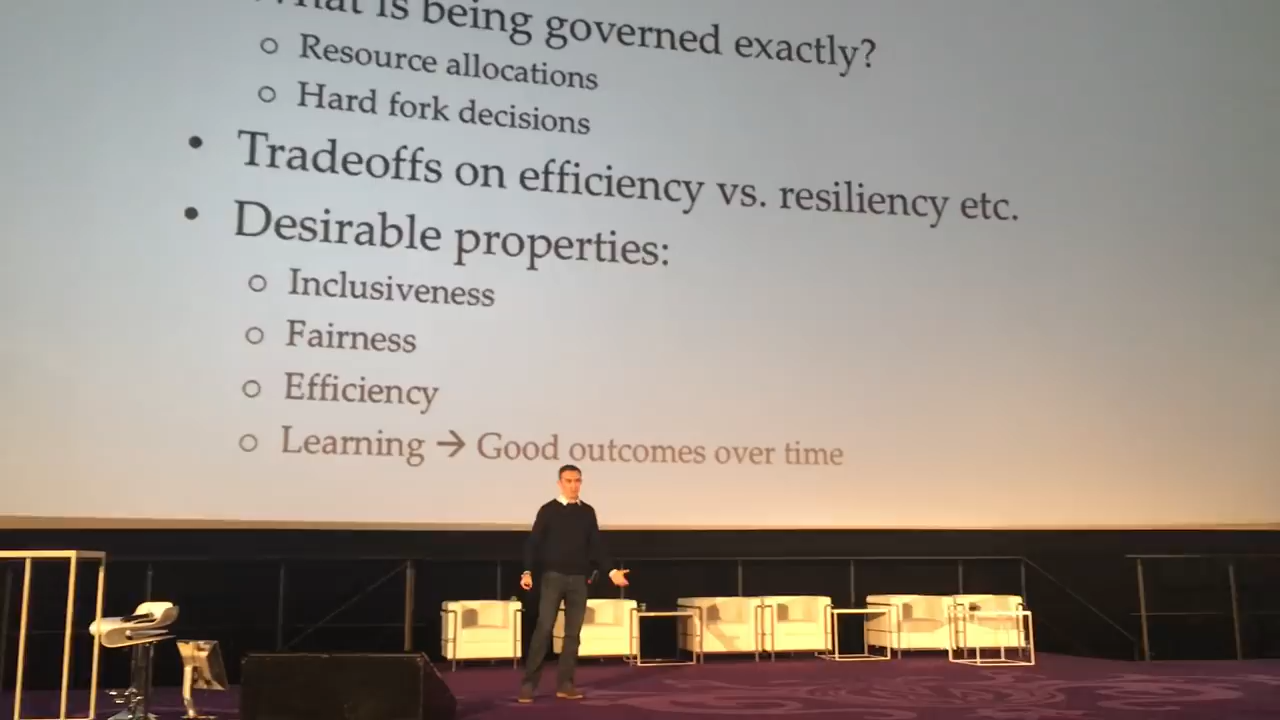 What is being governed exactly?
○ Resource allocations
○ Hard fork decisions
• Tradeoffs on efficiency vs. resiliency etc.
• Desirable properties:
○ Inclusiveness
○ Fairness
○ Efficiency
○ Learning → Good outcomes over time